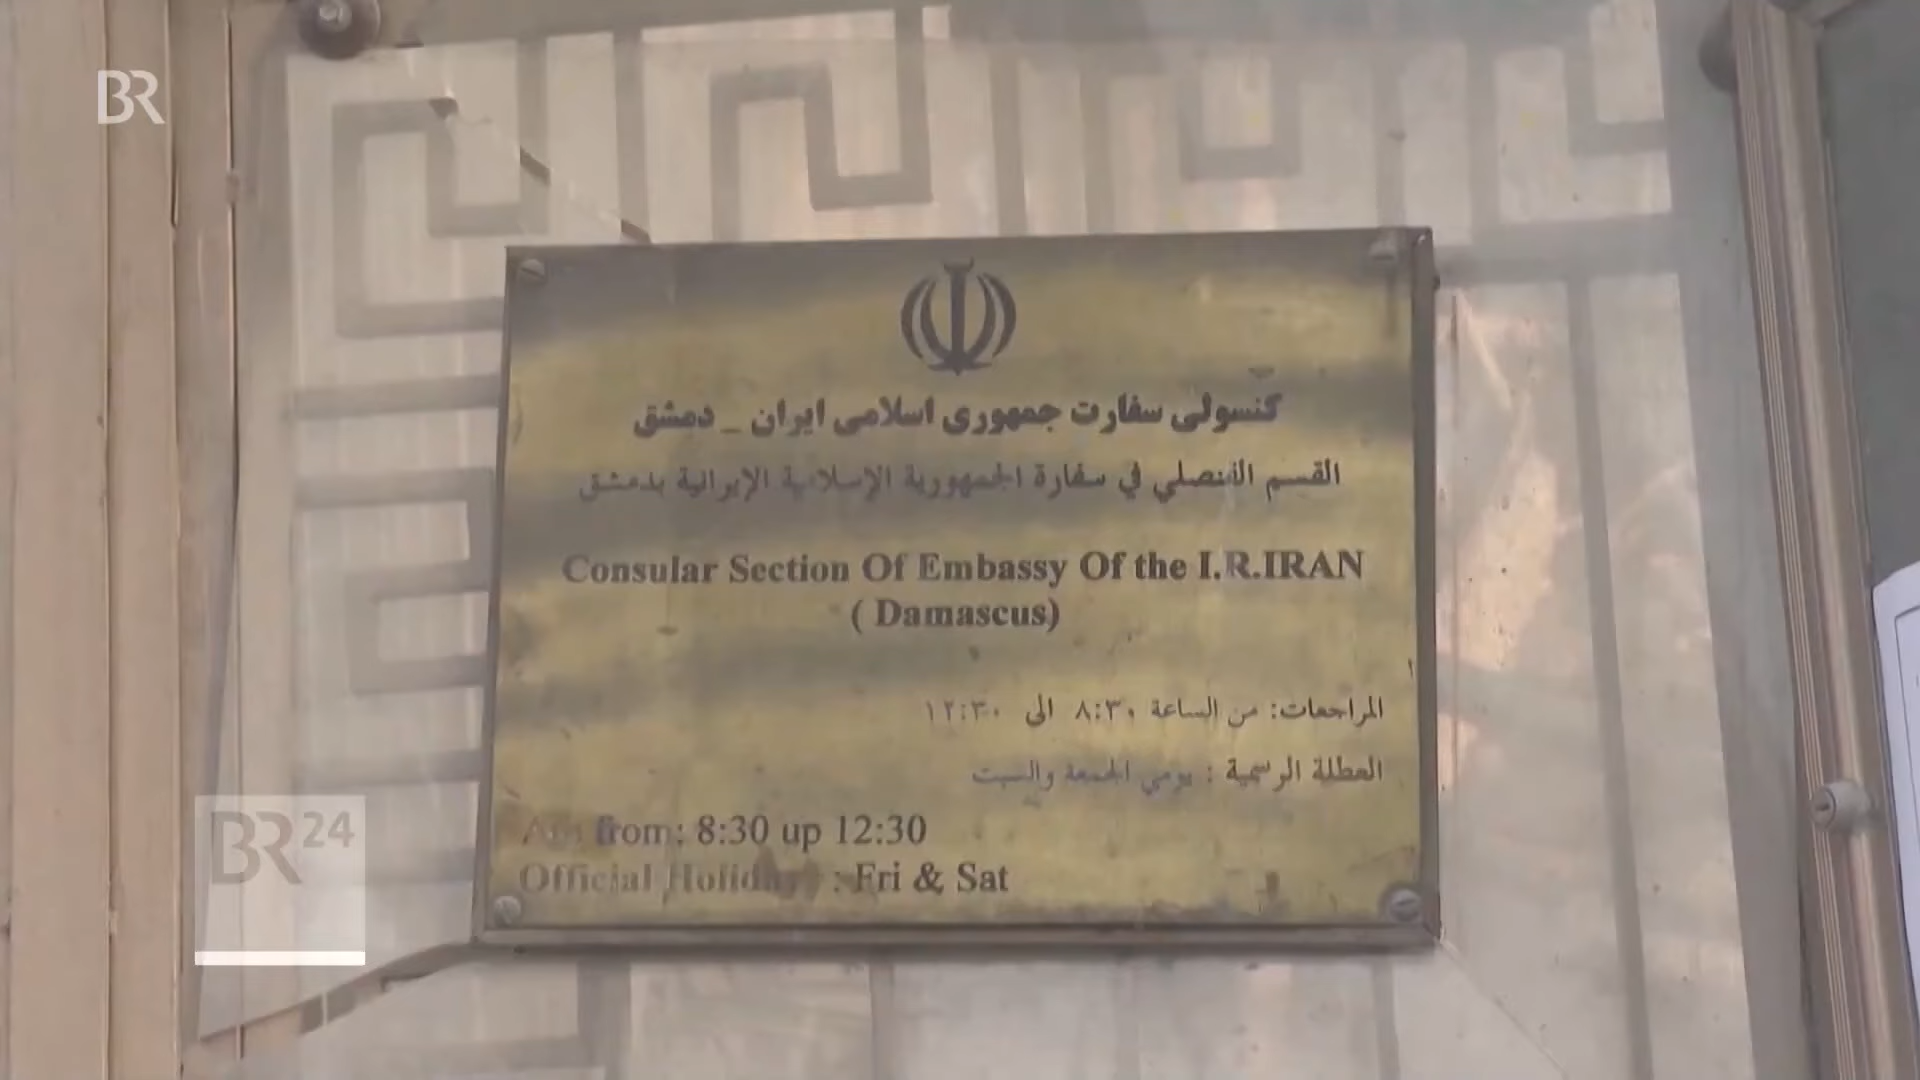 BR
کنسولی سفارت جمهوری اسلامی ایران _ دمشق
القسم القنصلي في سفارة الجمهورية الإسلامية الإيرانية بدمشق
Consular Section Of Embassy Of the I.R.IRAN
( Damascus)
المراجعات: من الساعة ٨:٣٠ الى ١٢:٣٠
العطلة الرسمية : يومي الجمعة والسبت
from: 8:30 up 12:30
Official Holiday : Fri & Sat
BR24